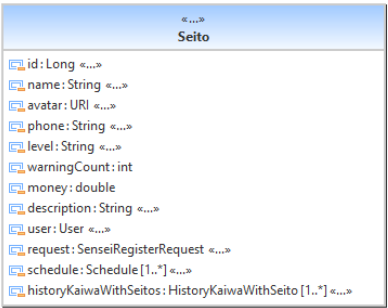 «...»
Seito
id : Long «...»
name : String «...»
avatar : URI «...»
phone : String «...»
level : String «...»
warningCount : int
money : double
description : String «...»
user : User «...»
request : SenseiRegisterRequest «...»
schedule : Schedule [1..*] «...»
historyKaiwaWithSeitos : HistoryKaiwaWithSeito [1..*] «...»